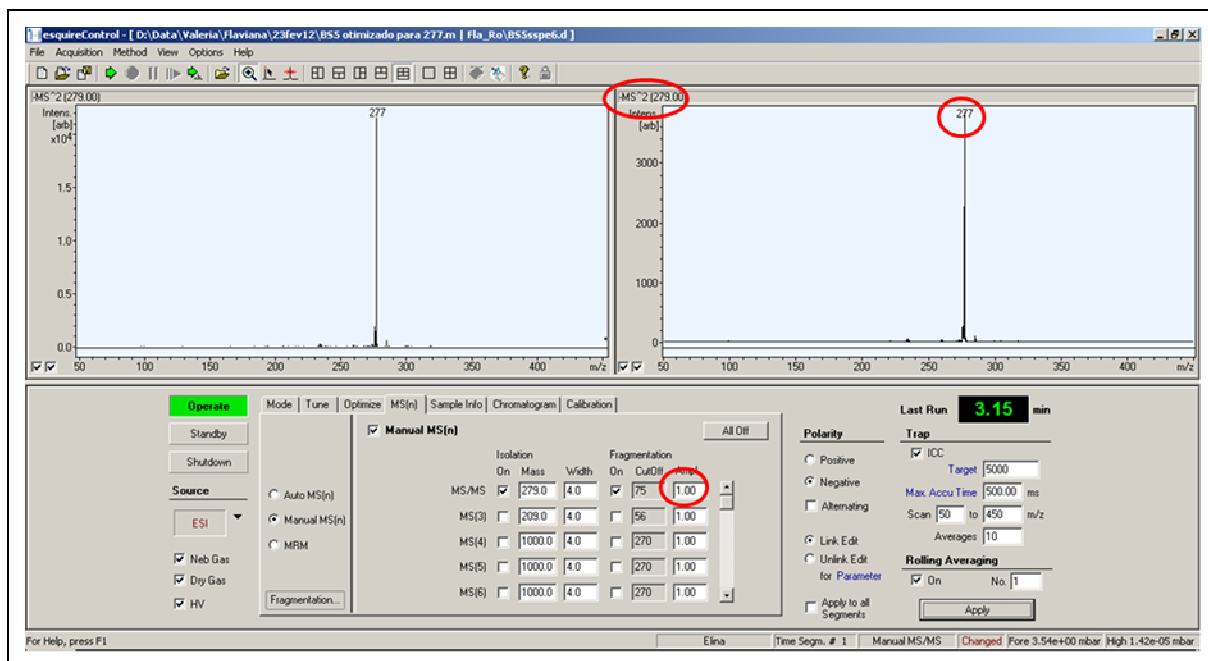 esquireControl - [ D:\Data\Valeria\Flaviana\23fev12\BS5 otimizado para 277.m | Fla_Ro\BS5sspe6.d ]
File Acquisition Method View Options Help
-MS^2 (279.00)
Intens.
[arb]
x10^4
277
1.5
1.0
0.5
0.0
50 100 150 200 250 300 350 400 m/z
-MS^2 (279.00)
Intens.
[arb]
277
3000
2000
1000
0
50 100 150 200 250 300 350 400 m/z
Operate
Standby
Shutdown
Source
ESI
Neb Gas
Dry Gas
HV
Mode Tune Optimize MS(n) Sample Info Chromatogram Calibration
Auto MS(n)
Manual MS(n)
MRM
Fragmentation...
Manual MS(n) All Off
Isolation Fragmentation
On Mass Width On CutOff Ampl
MS/MS 279.0 4.0 75 1.00
MS(3) 209.0 4.0 56 1.00
MS(4) 1000.0 4.0 270 1.00
MS(5) 1000.0 4.0 270 1.00
MS(6) 1000.0 4.0 270 1.00
Polarity
Positive
Negative
Alternating
Link Edit
Unlink Edit
for Parameter
Apply to all
Segments
Last Run 3.15 min
Trap
ICC
Target 5000
Max. Accu Time 500.00 ms
Scan 50 to 450 m/z
Averages 10
Rolling Averaging
On No. 1
Apply
For Help, press F1 Elina Time Segm. # 1 Manual MS/MS Changed Fore 3.54e+00 mbar High 1.42e-05 mbar